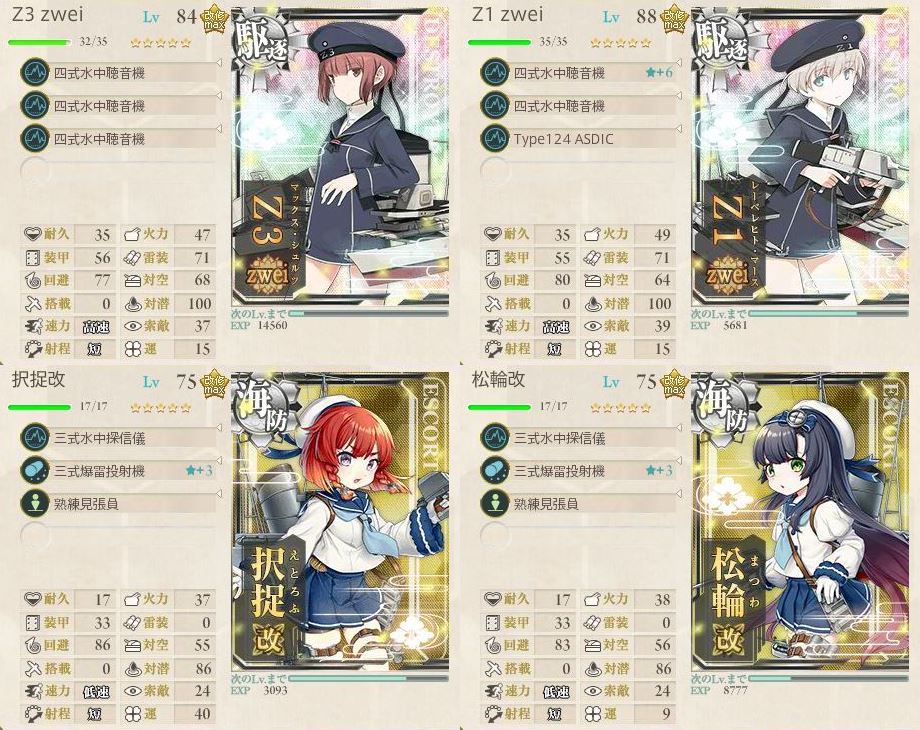 Z3 zwei
Lv 84
改造max
32/35
四式水中聴音機
四式水中聴音機
四式水中聴音機
耐久 35 火力 47
装甲 56 雷装 71
回避 77 対空 68
搭載 0 対潜 100
速力 高速 索敵 37
射程 短 運 15
駆逐
マックス・シュルツ
Z3
zwei
次のLv.まで
EXP 14560
Z1 zwei
Lv 88
改造max
35/35
四式水中聴音機 ★+6
四式水中聴音機
Type124 ASDIC
耐久 35 火力 49
装甲 55 雷装 71
回避 80 対空 64
搭載 0 対潜 100
速力 高速 索敵 39
射程 短 運 15
駆逐
レーベレヒト・マース
Z1
zwei
次のLv.まで
EXP 5681
択捉改
Lv 75
改造max
17/17
三式水中探信儀
三式爆雷投射機 ★+3
熟練見張員
耐久 17 火力 37
装甲 33 雷装 0
回避 86 対空 55
搭載 0 対潜 86
速力 低速 索敵 24
射程 短 運 40
海防
ESCORT
えとろふ
択捉
改
次のLv.まで
EXP 3093
松輪改
Lv 75
改造max
17/17
三式水中探信儀
三式爆雷投射機 ★+3
熟練見張員
耐久 17 火力 38
装甲 33 雷装 0
回避 83 対空 56
搭載 0 対潜 86
速力 低速 索敵 24
射程 短 運 9
海防
ESCORT
まつわ
松輪
改
次のLv.まで
EXP 8777